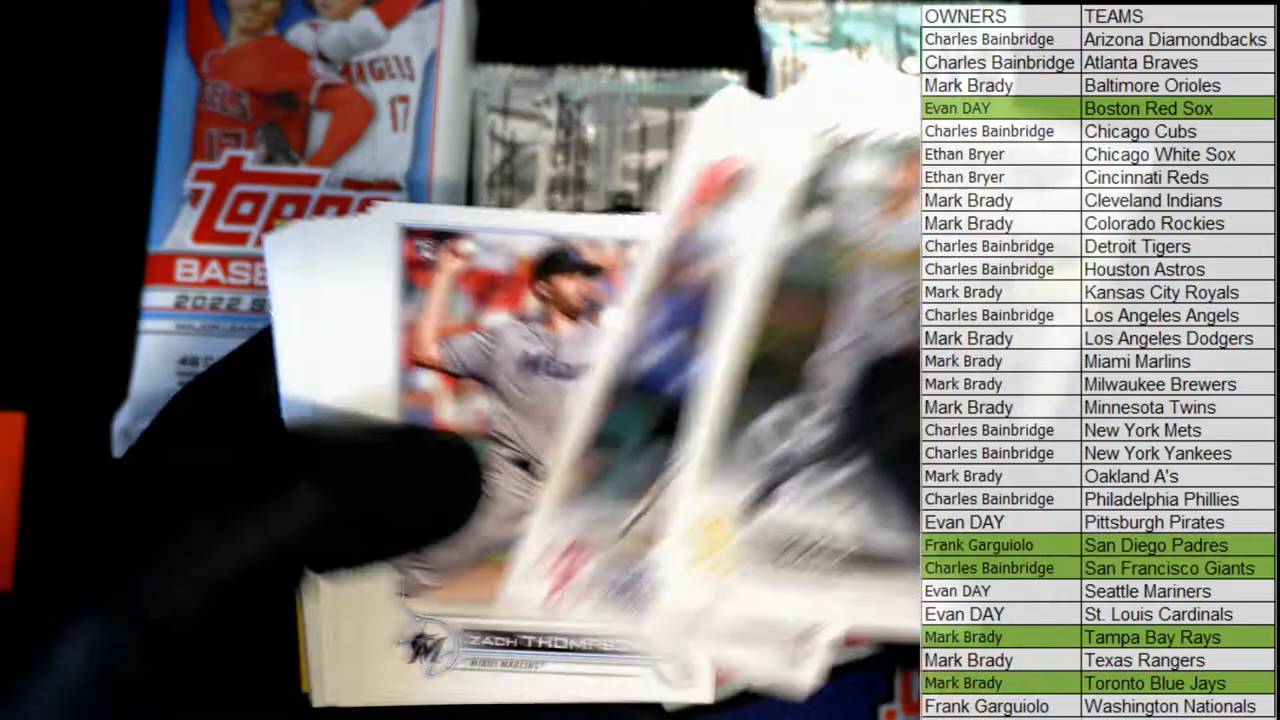 ANGELS
17
topps
BASE
2022 S
ZACH THOMPS
MIAMI MARLINS
OWNERS TEAMS
Charles Bainbridge Arizona Diamondbacks
Charles Bainbridge Atlanta Braves
Mark Brady Baltimore Orioles
Evan DAY Boston Red Sox
Charles Bainbridge Chicago Cubs
Ethan Bryer Chicago White Sox
Ethan Bryer Cincinnati Reds
Mark Brady Cleveland Indians
Mark Brady Colorado Rockies
Charles Bainbridge Detroit Tigers
Charles Bainbridge Houston Astros
Mark Brady Kansas City Royals
Charles Bainbridge Los Angeles Angels
Mark Brady Los Angeles Dodgers
Mark Brady Miami Marlins
Mark Brady Milwaukee Brewers
Mark Brady Minnesota Twins
Charles Bainbridge New York Mets
Charles Bainbridge New York Yankees
Mark Brady Oakland A's
Charles Bainbridge Philadelphia Phillies
Evan DAY Pittsburgh Pirates
Frank Garguiolo San Diego Padres
Charles Bainbridge San Francisco Giants
Evan DAY Seattle Mariners
Evan DAY St. Louis Cardinals
Mark Brady Tampa Bay Rays
Mark Brady Texas Rangers
Mark Brady Toronto Blue Jays
Frank Garguiolo Washington Nationals